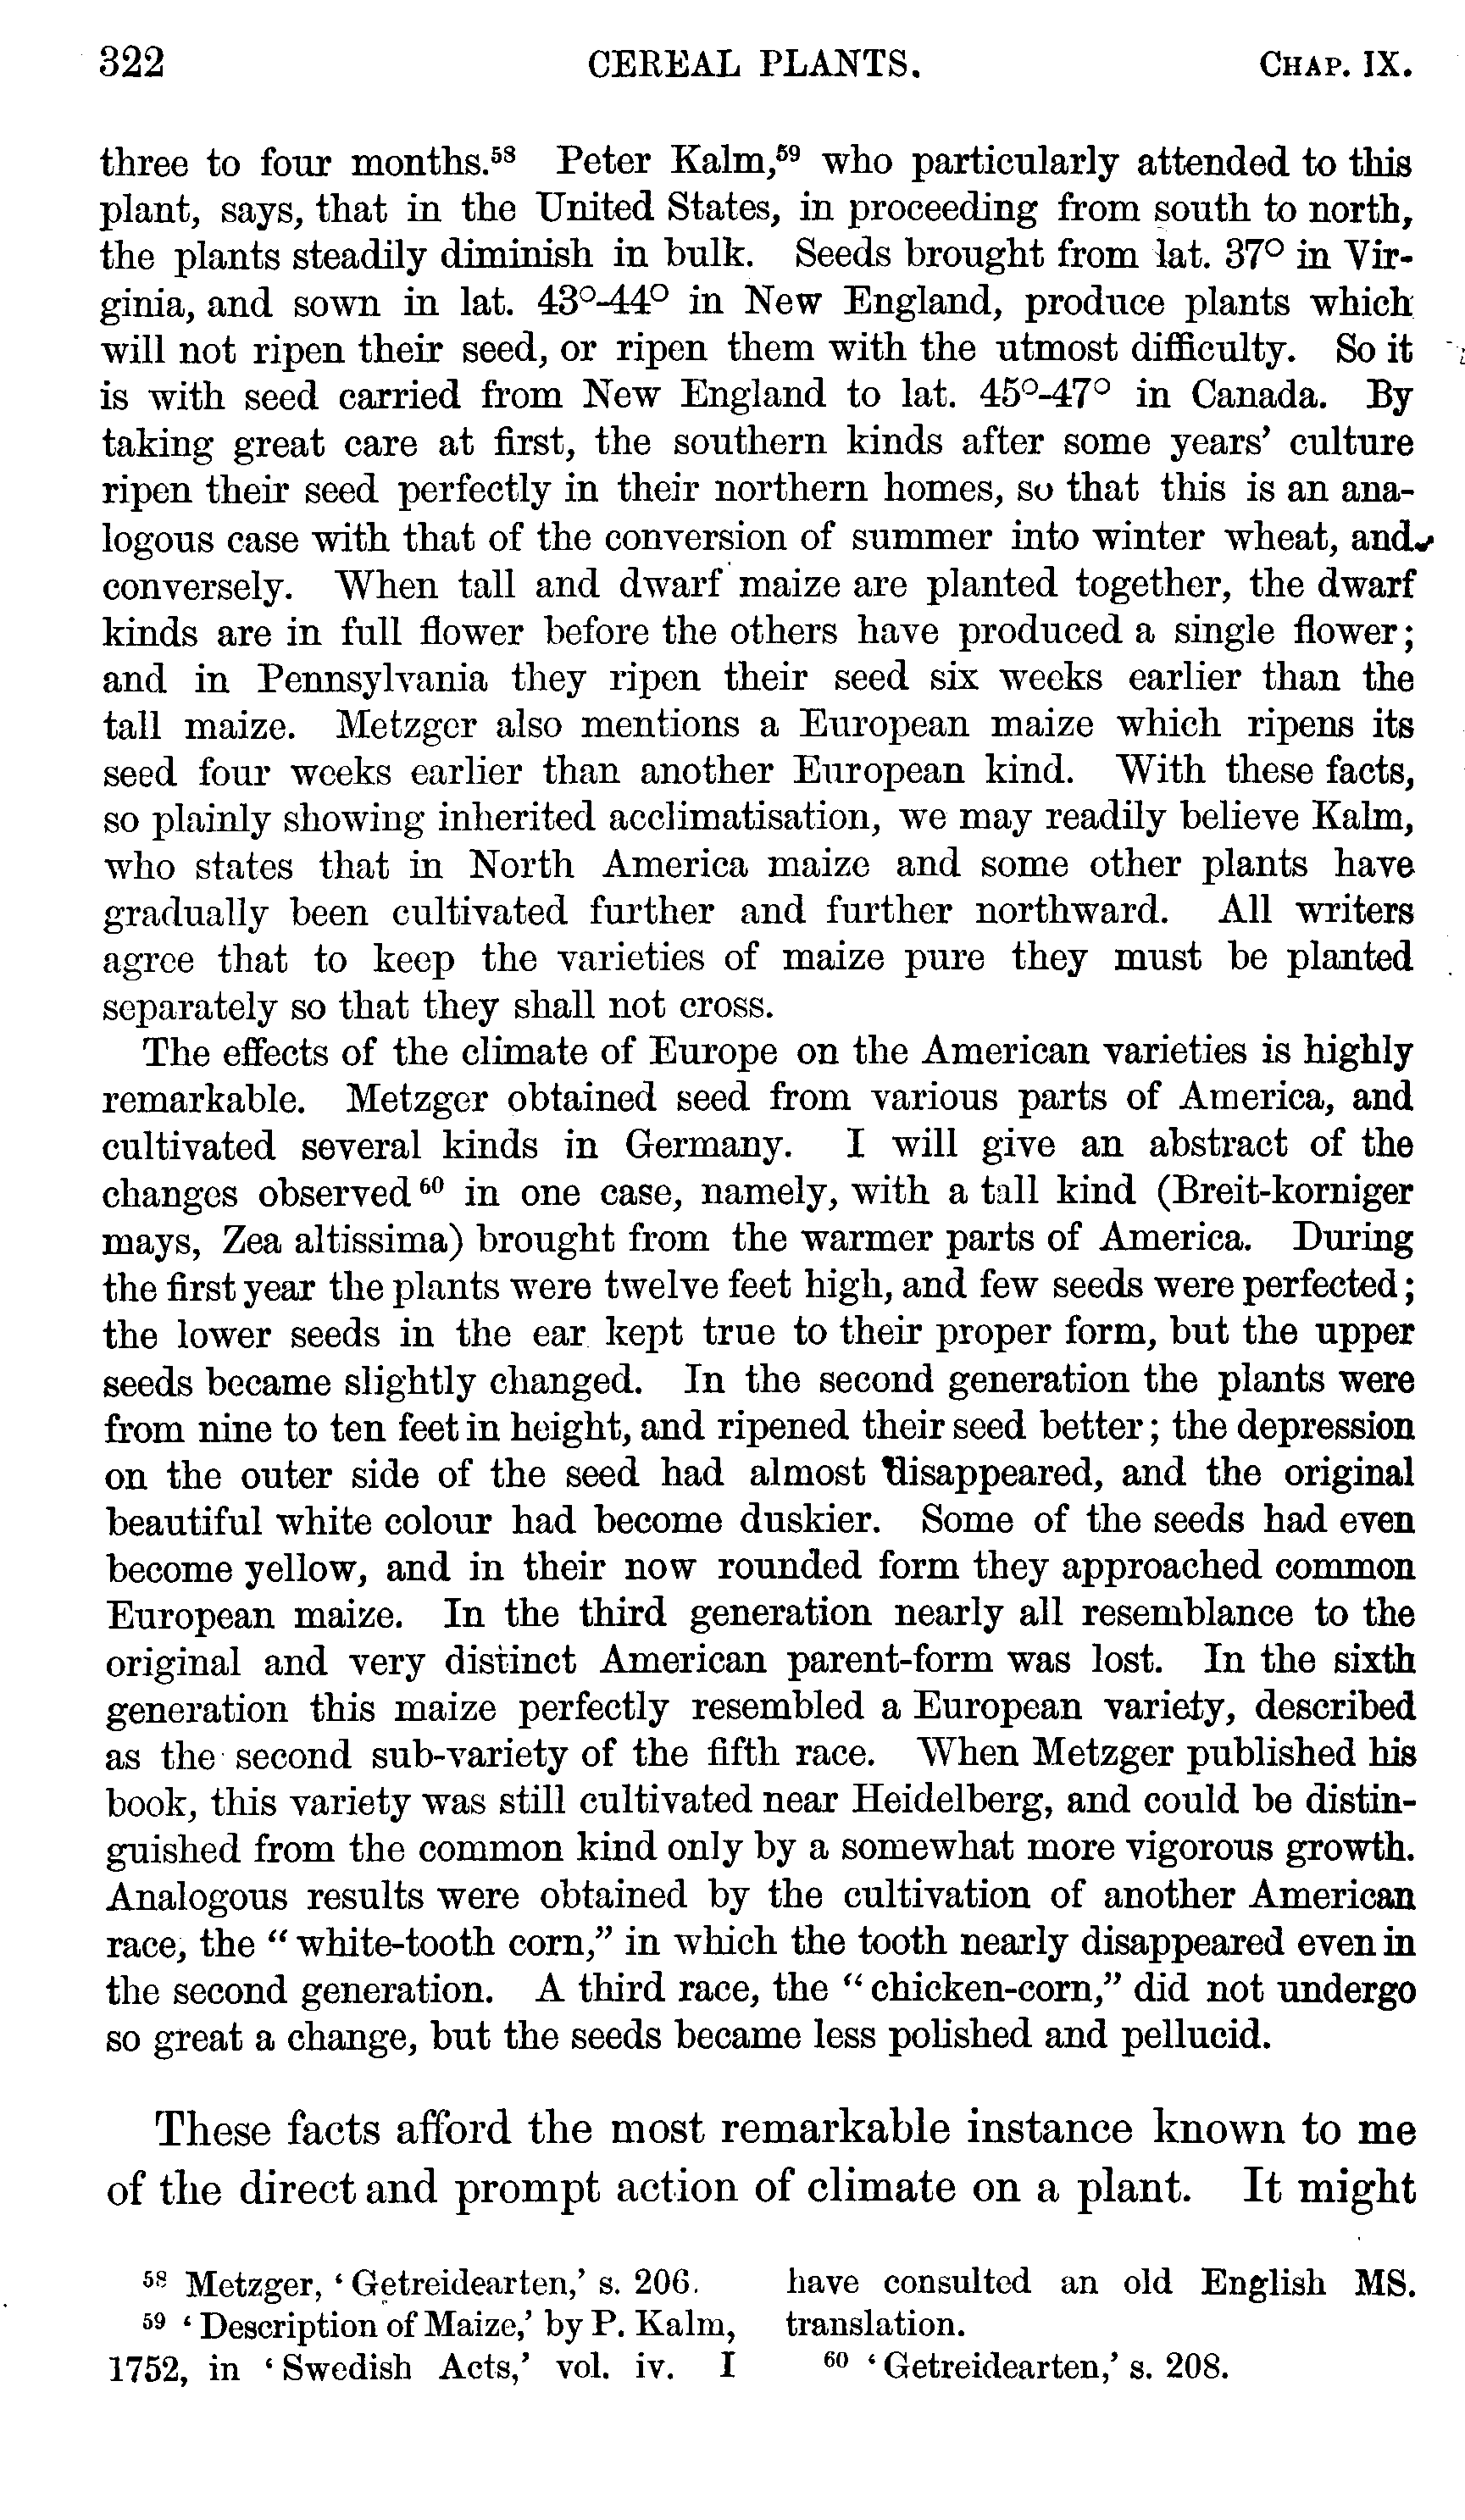 322 CEREAL PLANTS. CHAP. IX.
three to four months.⁵⁸ Peter Kalm,⁵⁹ who particularly attended to this
plant, says, that in the United States, in proceeding from south to north,
the plants steadily diminish in bulk. Seeds brought from lat. 37° in Vir-
ginia, and sown in lat. 43°-44° in New England, produce plants which
will not ripen their seed, or ripen them with the utmost difficulty. So it
is with seed carried from New England to lat. 45°-47° in Canada. By
taking great care at first, the southern kinds after some years’ culture
ripen their seed perfectly in their northern homes, so that this is an ana-
logous case with that of the conversion of summer into winter wheat, and
conversely. When tall and dwarf maize are planted together, the dwarf
kinds are in full flower before the others have produced a single flower;
and in Pennsylvania they ripen their seed six weeks earlier than the
tall maize. Metzger also mentions a European maize which ripens its
seed four weeks earlier than another European kind. With these facts,
so plainly showing inherited acclimatisation, we may readily believe Kalm,
who states that in North America maize and some other plants have
gradually been cultivated further and further northward. All writers
agree that to keep the varieties of maize pure they must be planted
separately so that they shall not cross.
The effects of the climate of Europe on the American varieties is highly
remarkable. Metzger obtained seed from various parts of America, and
cultivated several kinds in Germany. I will give an abstract of the
changes observed ⁶⁰ in one case, namely, with a tall kind (Breit-korniger
mays, Zea altissima) brought from the warmer parts of America. During
the first year the plants were twelve feet high, and few seeds were perfected;
the lower seeds in the ear kept true to their proper form, but the upper
seeds became slightly changed. In the second generation the plants were
from nine to ten feet in height, and ripened their seed better; the depression
on the outer side of the seed had almost disappeared, and the original
beautiful white colour had become duskier. Some of the seeds had even
become yellow, and in their now rounded form they approached common
European maize. In the third generation nearly all resemblance to the
original and very distinct American parent-form was lost. In the sixth
generation this maize perfectly resembled a European variety, described
as the second sub-variety of the fifth race. When Metzger published his
book, this variety was still cultivated near Heidelberg, and could be distin-
guished from the common kind only by a somewhat more vigorous growth.
Analogous results were obtained by the cultivation of another American
race, the “white-tooth corn,” in which the tooth nearly disappeared even in
the second generation. A third race, the “chicken-corn,” did not undergo
so great a change, but the seeds became less polished and pellucid.
These facts afford the most remarkable instance known to me
of the direct and prompt action of climate on a plant. It might
⁵⁸ Metzger, ‘Getreidearten,’ s. 206.
⁵⁹ ‘Description of Maize,’ by P. Kalm,
1752, in ‘Swedish Acts,’ vol. iv. I
have consulted an old English MS.
translation.
⁶⁰ ‘Getreidearten,’ s. 208.